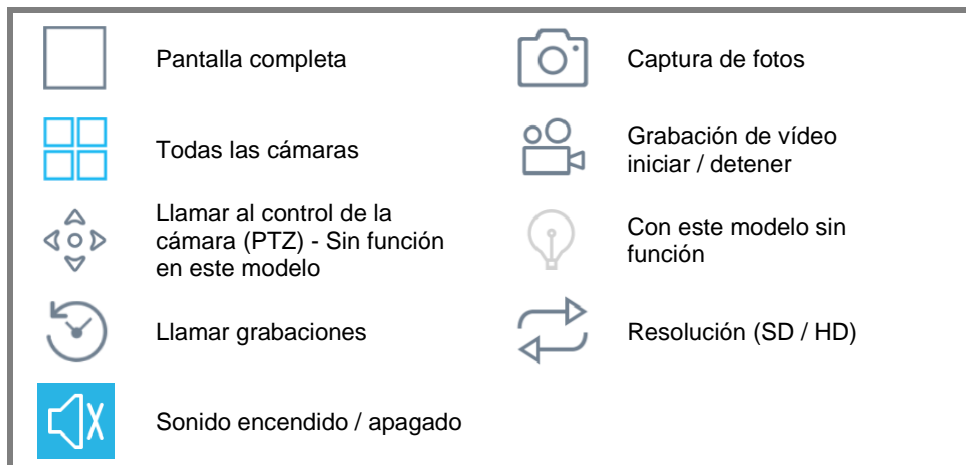 Pantalla completa
Captura de fotos
Todas las cámaras
Grabación de vídeo
iniciar / detener
Llamar al control de la
cámara (PTZ) - Sin función
en este modelo
Con este modelo sin
función
Llamar grabaciones
Resolución (SD / HD)
Sonido encendido / apagado